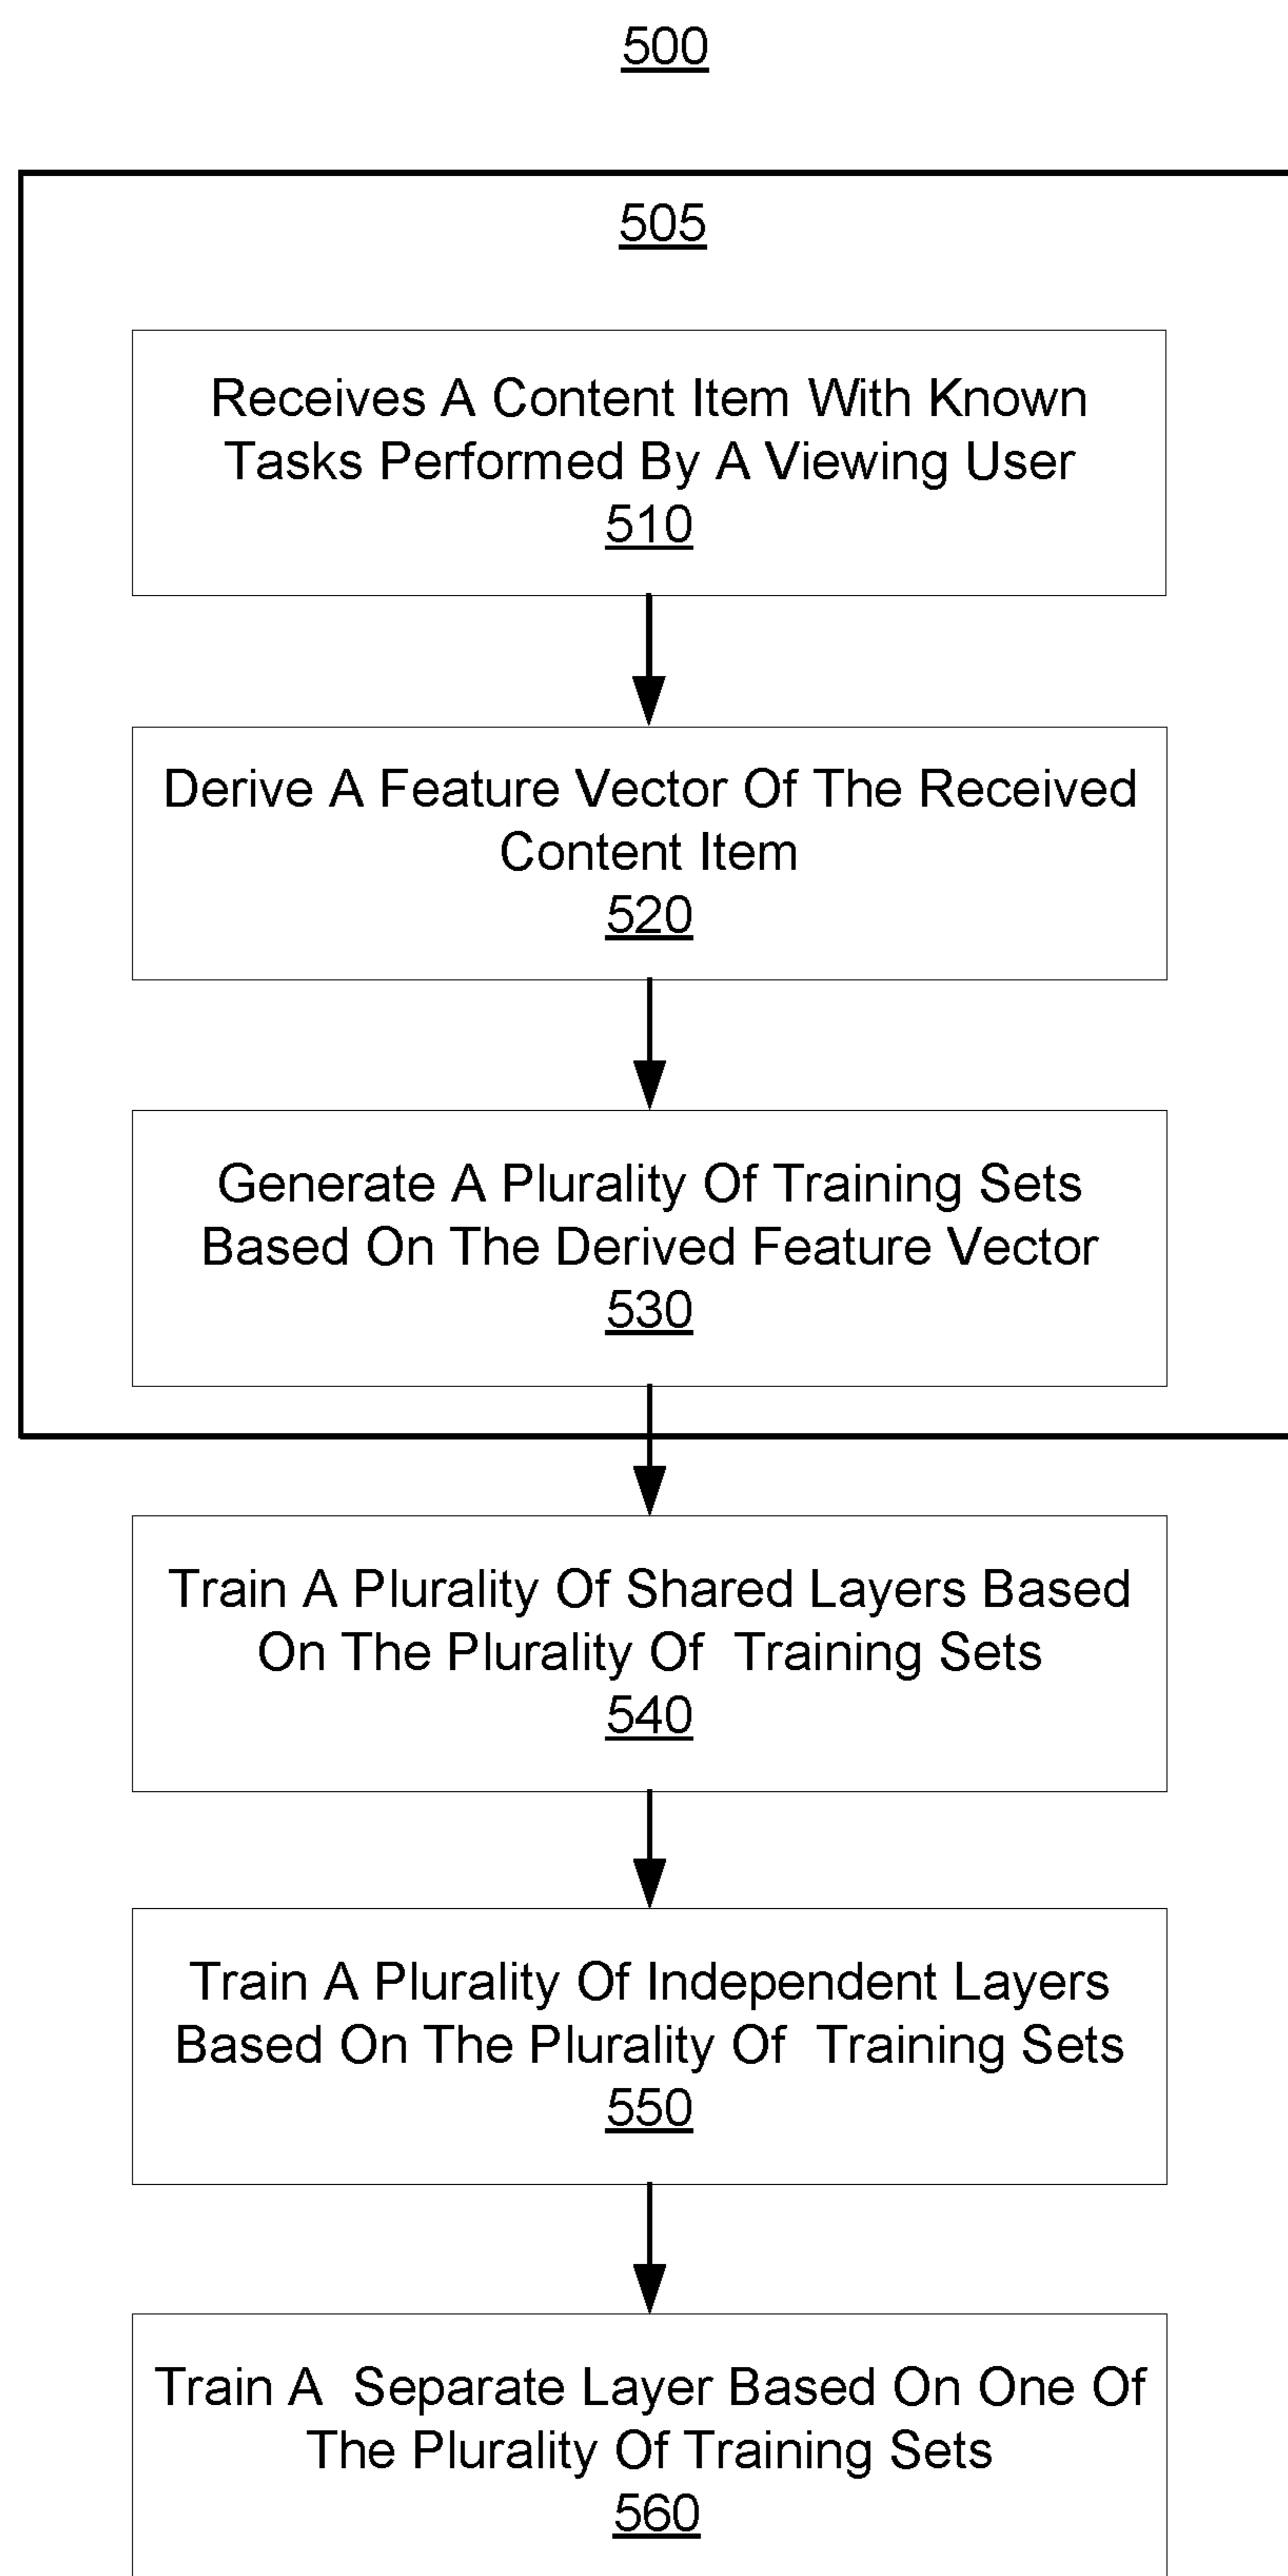 500
505
Receives A Content Item With Known
Tasks Performed By A Viewing User
510
Derive A Feature Vector Of The Received
Content Item
520
Generate A Plurality Of Training Sets
Based On The Derived Feature Vector
530
Train A Plurality Of Shared Layers Based
On The Plurality Of  Training Sets
540
Train A Plurality Of Independent Layers
Based On The Plurality Of  Training Sets
550
Train A  Separate Layer Based On One Of
The Plurality Of Training Sets
560